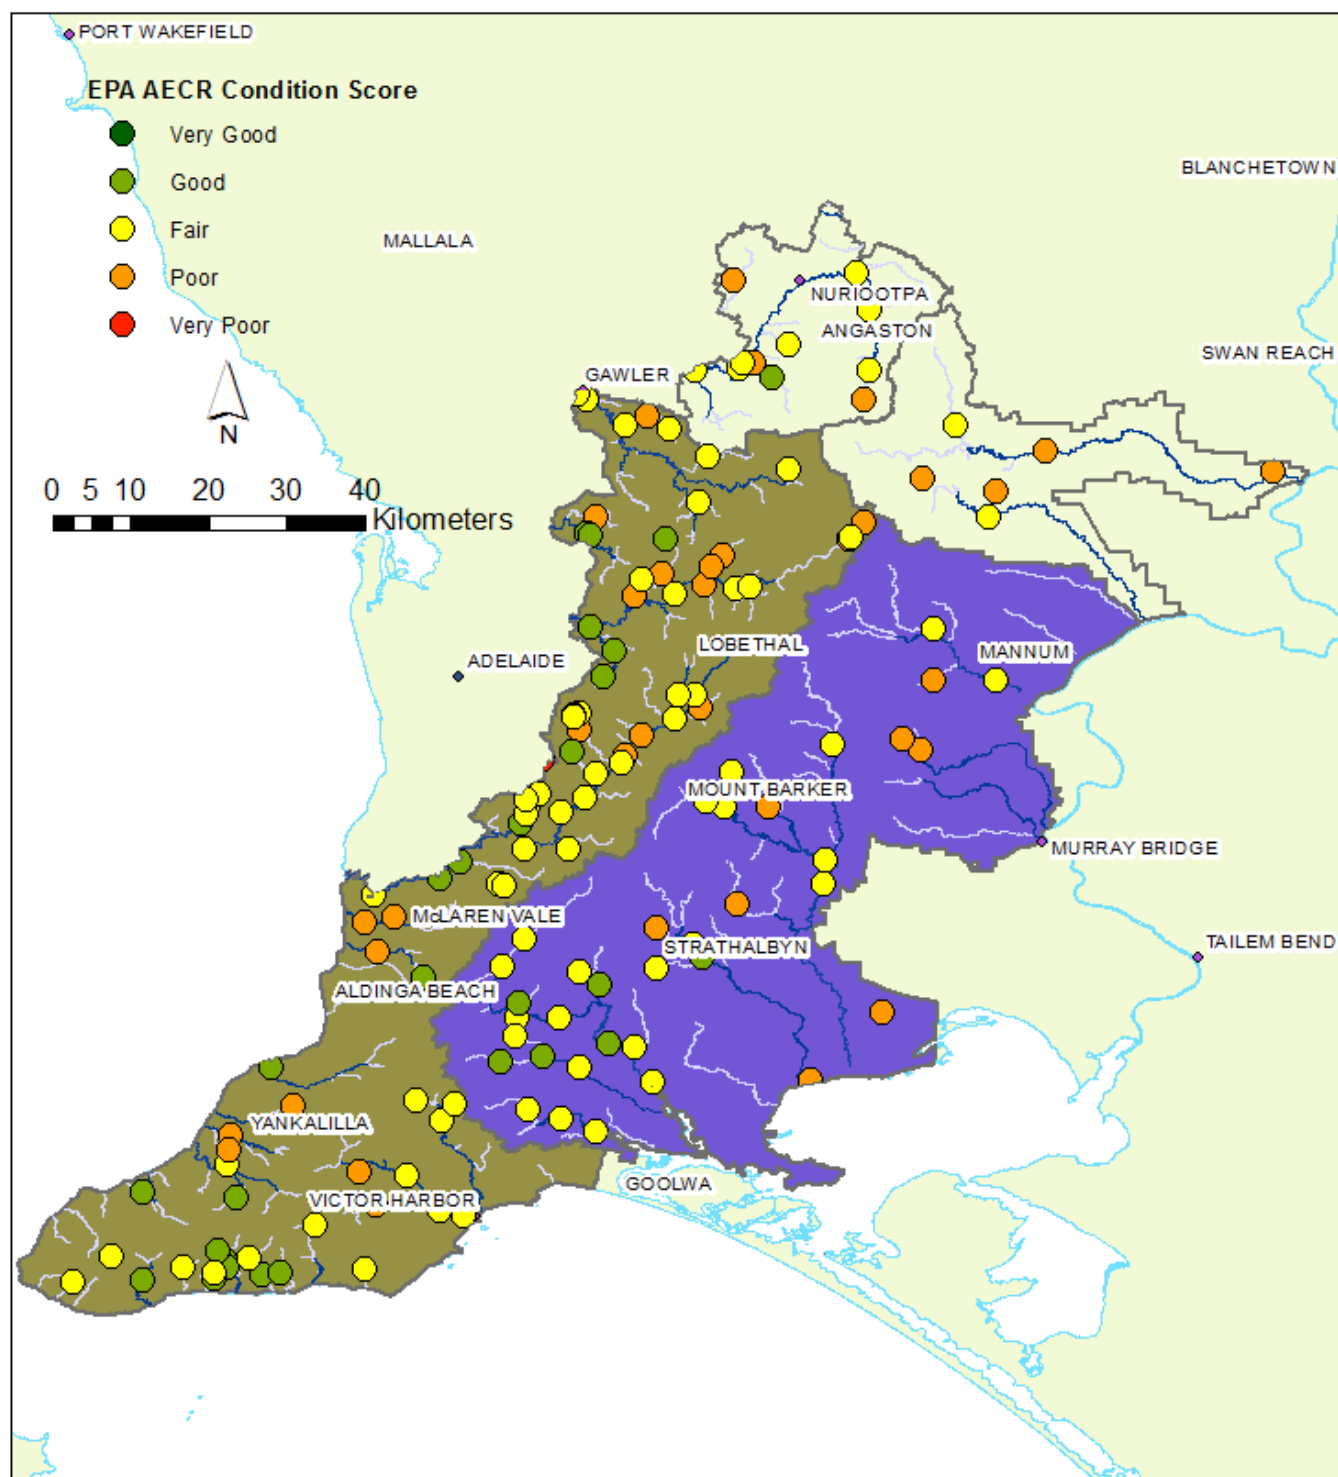 PORT WAKEFIELD
EPA AECR Condition Score
Very Good
Good
Fair
Poor
Very Poor
BLANCHETOWN
MALLALA
NURIOOTPA
ANGASTON
SWAN REACH
GAWLER
N
0 5 10 20 30 40
Kilometers
LOBETHAL
ADELAIDE
MANNUM
MOUNT BARKER
MURRAY BRIDGE
McLAREN VALE
STRATHALBYN
TAILEM BEND
ALDINGA BEACH
YANKALILLA
GOOLWA
VICTOR HARBOR